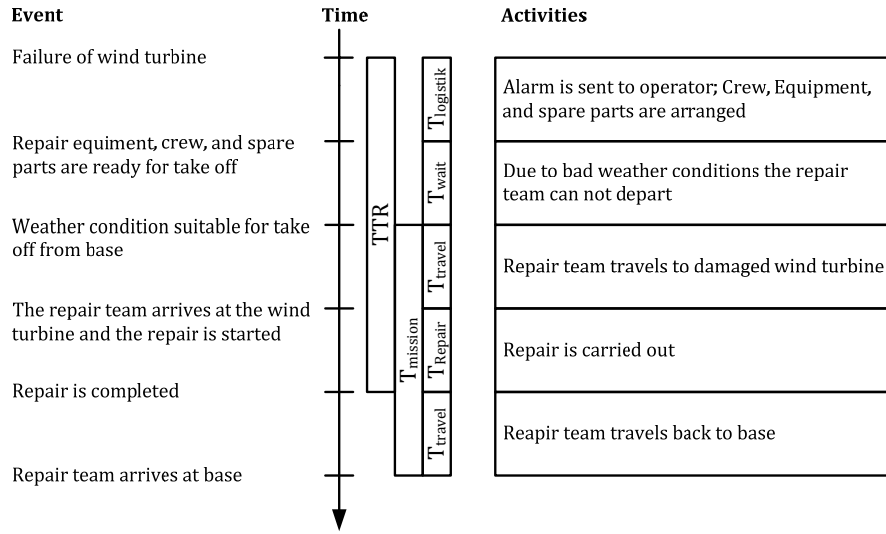 Event
Time
Activities
Failure of wind turbine
Repair equiment, crew, and spare
parts are ready for take off
Weather condition suitable for take
off from base
The repair team arrives at the wind
turbine and the repair is started
Repair is completed
Repair team arrives at base
TTR
Tmission
Tlogistik
Twait
Ttravel
TRepair
Ttravel
Alarm is sent to operator; Crew, Equipment,
and spare parts are arranged
Due to bad weather conditions the repair
team can not depart
Repair team travels to damaged wind turbine
Repair is carried out
Reapir team travels back to base